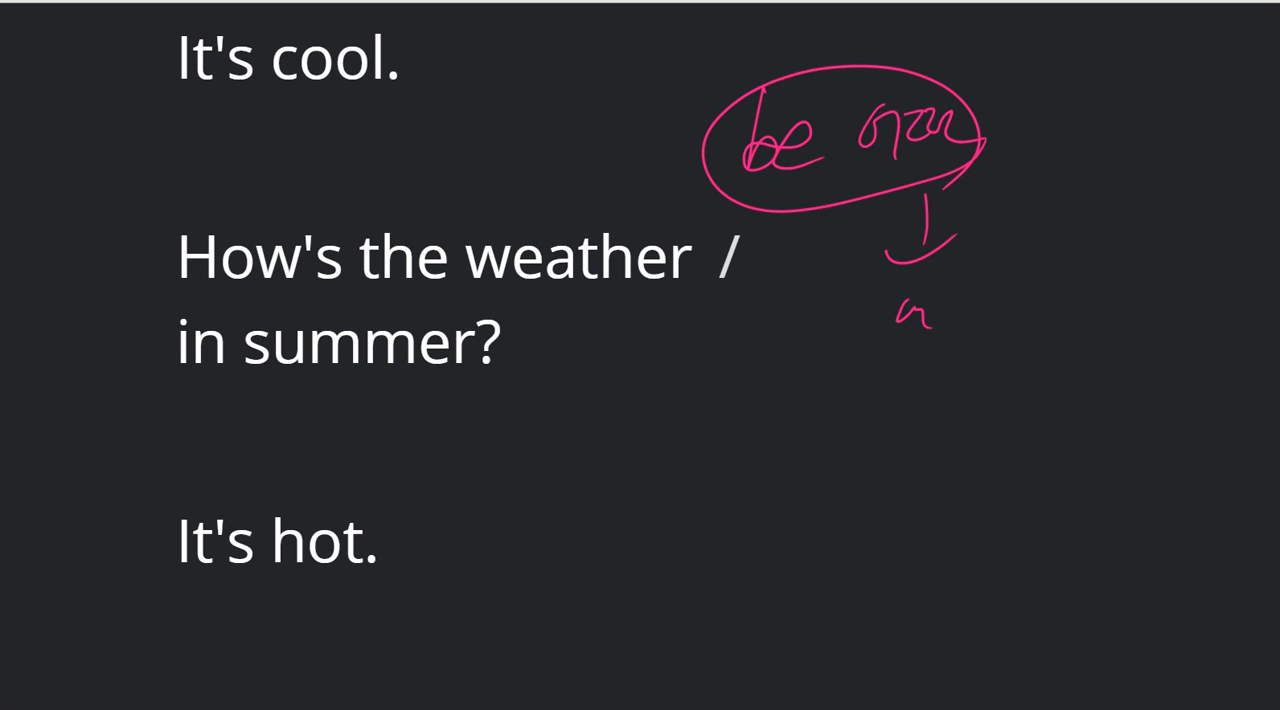 It's cool.
be
How's the weather /
in summer?
It's hot.